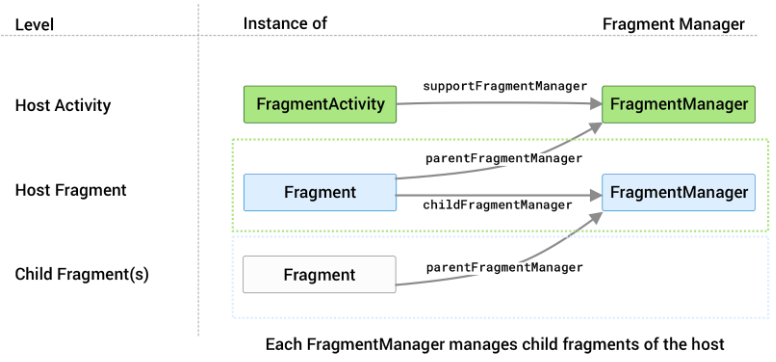 Level
Instance of
Fragment Manager
Host Activity
FragmentActivity
supportFragmentManager
FragmentManager
parentFragmentManager
Host Fragment
Fragment
childFragmentManager
FragmentManager
Child Fragment(s)
Fragment
parentFragmentManager
Each FragmentManager manages child fragments of the host